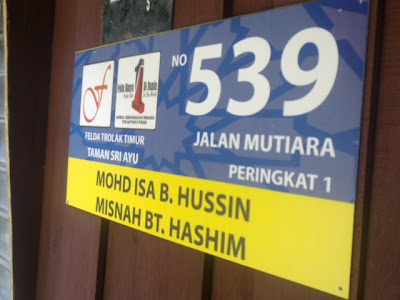 NO 539
JALAN MUTIARA
PERINGKAT 1
FELDA TROLAK TIMUR
TAMAN SRI AYU
MOHD ISA B. HUSSIN
MISNAH BT. HASHIM